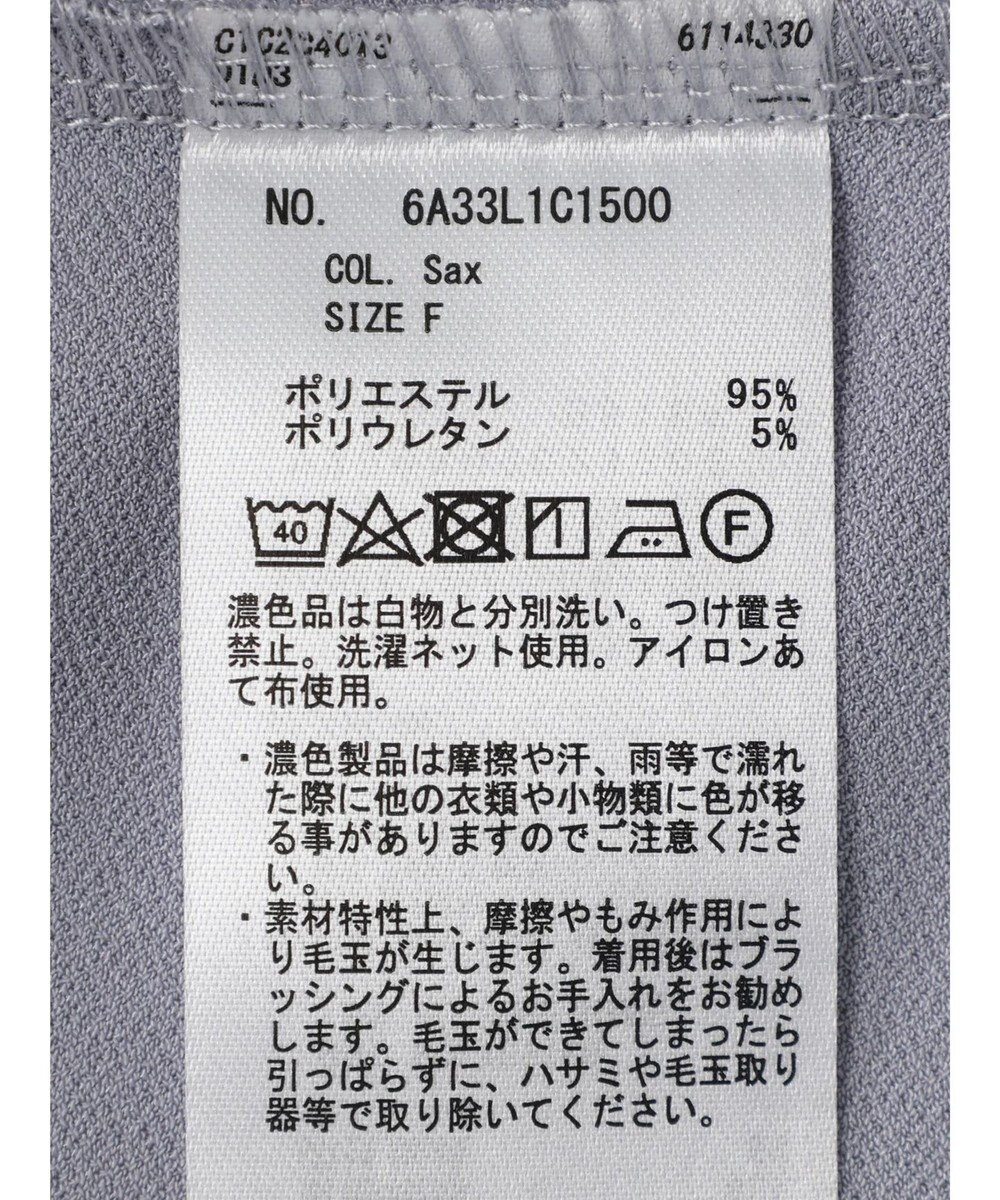 6114330
NO. 6A33L1C1500
COL. Sax
SIZE F
ポリエステル 95%
ポリウレタン 5%
40 F
濃色品は白物と分別洗い。つけ置き
禁止。洗濯ネット使用。アイロンあ
て布使用。
・濃色製品は摩擦や汗、雨等で濡れ
た際に他の衣類や小物類に色が移
る事がありますのでご注意くださ
い。
・素材特性上、摩擦やもみ作用によ
り毛玉が生じます。着用後はブラ
ッシングによるお手入れをお勧め
します。毛玉ができてしまったら
引っぱらずに、ハサミや毛玉取り
器等で取り除いてください。